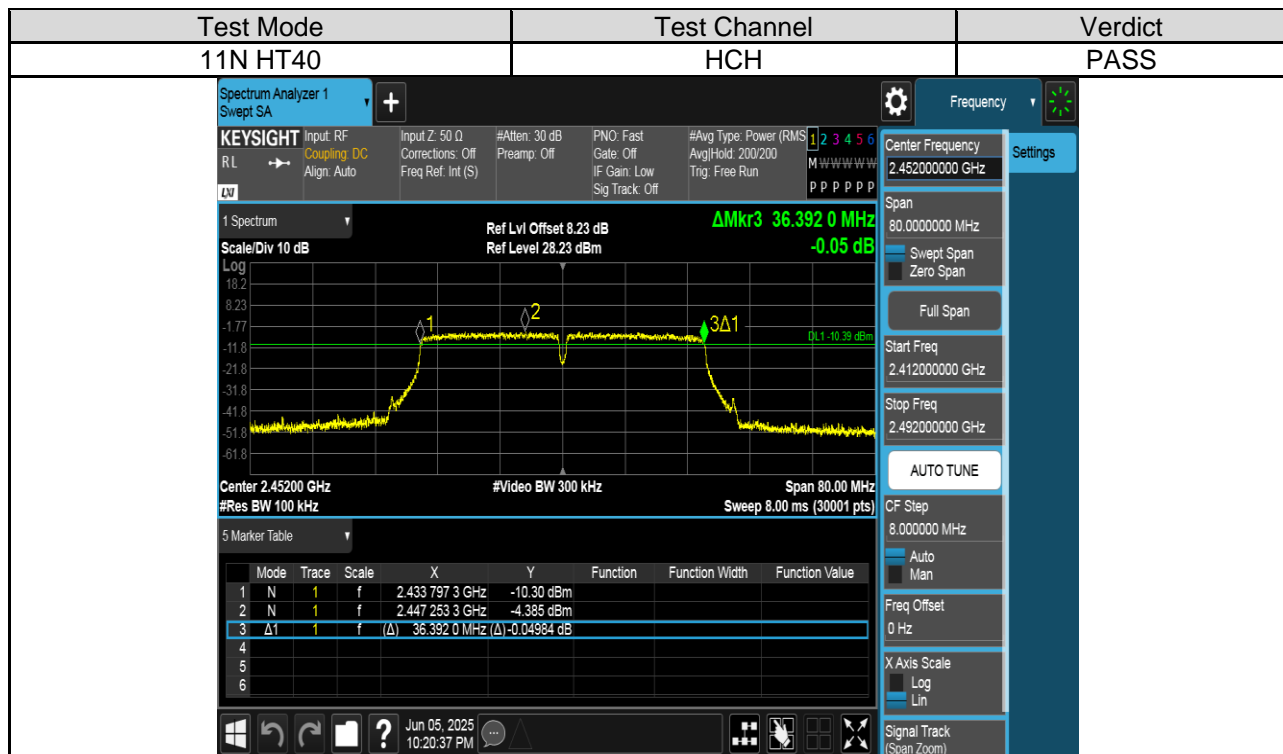 Test Mode Test Channel Verdict
11N HT40 HCH PASS
Spectrum Analyzer 1
Swept SA
+
Frequency
KEYSIGHT
RL
LXI
Input: RF
Coupling: DC
Align: Auto
Input Z: 50 Ω
Corrections: Off
Freq Ref: Int (S)
#Atten: 30 dB
Preamp: Off
PNO: Fast
Gate: Off
IF Gain: Low
Sig Track: Off
#Avg Type: Power (RMS
Avg|Hold: 200/200
Trig: Free Run
1 2 3 4 5 6
M W W W W W
P P P P P P
1 Spectrum
Scale/Div 10 dB
Ref Lvl Offset 8.23 dB
Ref Level 28.23 dBm
ΔMkr3 36.392 0 MHz
-0.05 dB
Log
18.2
8.23
-1.77
-11.8
-21.8
-31.8
-41.8
-51.8
-61.8
1
2
3Δ1
DL1 -10.39 dBm
Center 2.45200 GHz #Video BW 300 kHz Span 80.00 MHz
#Res BW 100 kHz Sweep 8.00 ms (30001 pts)
5 Marker Table
Mode Trace Scale X Y Function Function Width Function Value
1 N 1 f 2.433 797 3 GHz -10.30 dBm
2 N 1 f 2.447 253 3 GHz -4.385 dBm
3 Δ1 1 f (Δ) 36.392 0 MHz (Δ) -0.04984 dB
4
5
6
Center Frequency
2.452000000 GHz
Settings
Span
80.0000000 MHz
Swept Span
Zero Span
Full Span
Start Freq
2.412000000 GHz
Stop Freq
2.492000000 GHz
AUTO TUNE
CF Step
8.000000 MHz
Auto
Man
Freq Offset
0 Hz
X Axis Scale
Log
Lin
Signal Track
(Span Zoom)
?
Jun 05, 2025
10:20:37 PM